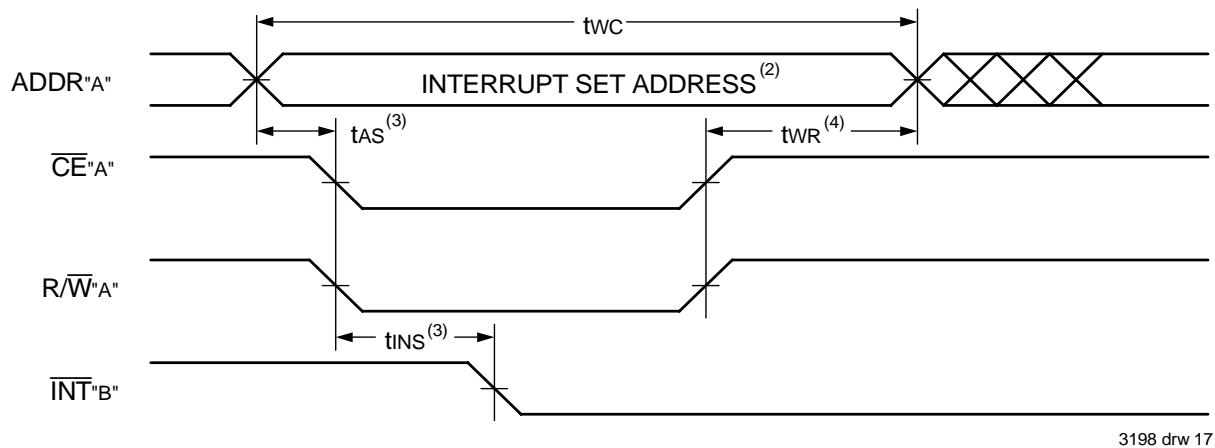 tWC
ADDR"A"
INTERRUPT SET ADDRESS(2)
tAS(3)
tWR(4)
CE"A"
R/W"A"
tINS(3)
INT"B"
3198 drw 17